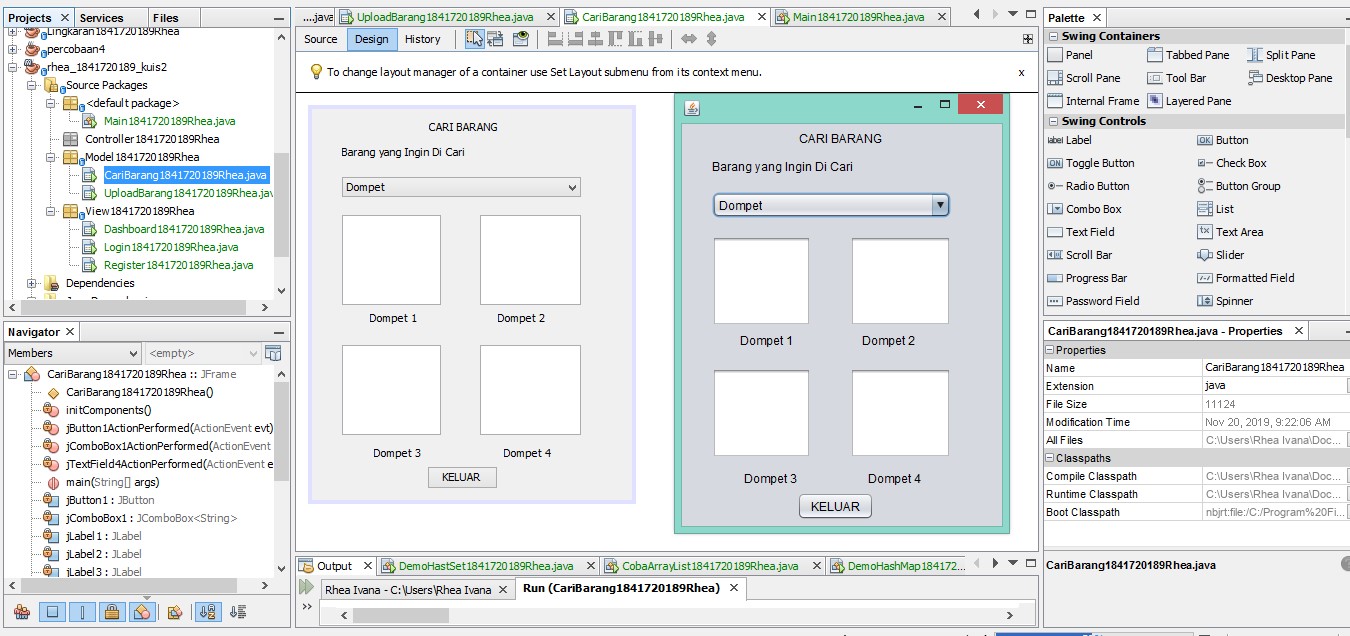 Projects
Services
Files
Lingkaran1841720189Rhea
percobaan4
rhea_1841720189_kuis2
Source Packages
<default package>
Main1841720189Rhea.java
Controller1841720189Rhea
Model1841720189Rhea
CariBarang1841720189Rhea.java
UploadBarang1841720189Rhea.jav
View1841720189Rhea
Dashboard1841720189Rhea.java
Login1841720189Rhea.java
Register1841720189Rhea.java
Dependencies
Navigator
Members
<empty>
CariBarang1841720189Rhea :: JFrame
CariBarang1841720189Rhea()
initComponents()
jButton1ActionPerformed(ActionEvent evt)
jComboBox1ActionPerformed(ActionEvent
jTextField4ActionPerformed(ActionEvent e
main(String[] args)
jButton1 : JButton
jComboBox1 : JComboBox<String>
jLabel1 : JLabel
jLabel2 : JLabel
jLabel3 : JLabel
....java
UploadBarang1841720189Rhea.java
CariBarang1841720189Rhea.java
Main1841720189Rhea.java
Source
Design
History
To change layout manager of a container use Set Layout submenu from its context menu.
x
CARI BARANG
Barang yang Ingin Di Cari
Dompet
Dompet 1
Dompet 2
Dompet 3
Dompet 4
KELUAR
CARI BARANG
Barang yang Ingin Di Cari
Dompet
Dompet 1
Dompet 2
Dompet 3
Dompet 4
KELUAR
Output
DemoHastSet1841720189Rhea.java
CobaArrayList1841720189Rhea.java
DemoHashMap184172...
Rhea Ivana - C:\Users\Rhea Ivana
Run (CariBarang1841720189Rhea)
Palette
Swing Containers
Panel
Tabbed Pane
Split Pane
Scroll Pane
Tool Bar
Desktop Pane
Internal Frame
Layered Pane
Swing Controls
label Label
OK Button
ON Toggle Button
Check Box
Radio Button
Button Group
Combo Box
List
Text Field
Text Area
Scroll Bar
Slider
Progress Bar
Formatted Field
Password Field
Spinner
CariBarang1841720189Rhea.java - Properties
Properties
Name CariBarang1841720189Rhea
Extension java
File Size 11124
Modification Time Nov 20, 2019, 9:22:06 AM
All Files C:\Users\Rhea Ivana\Doc...
Classpaths
Compile Classpath C:\Users\Rhea Ivana\Doc...
Runtime Classpath C:\Users\Rhea Ivana\Doc...
Boot Classpath nbjrt:file:/C:/Program%20Fi...
CariBarang1841720189Rhea.java